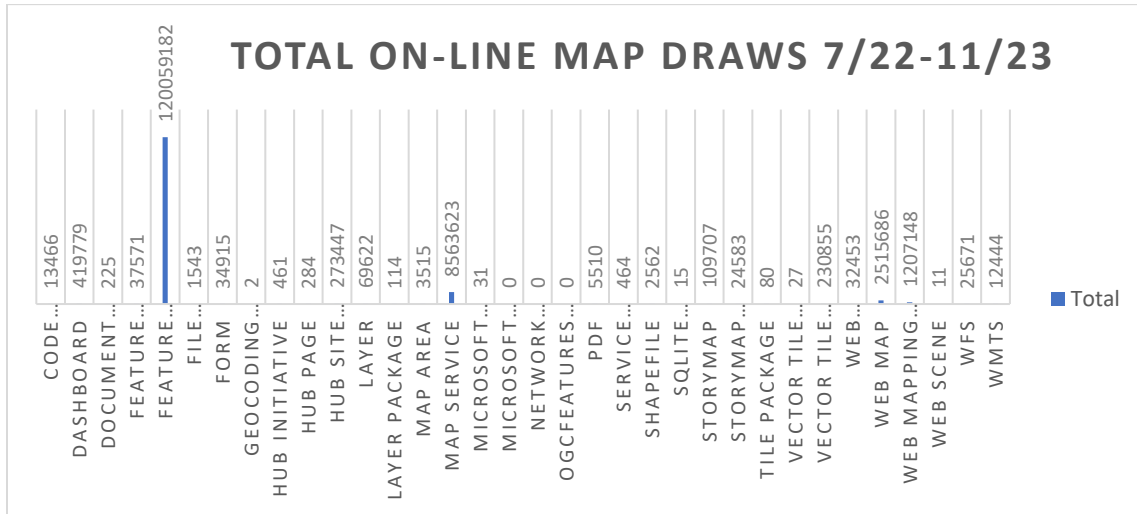 TOTAL ON-LINE MAP DRAWS 7/22-11/23
13466
419779
225
37571
120059182
1543
34915
2
461
284
273447
69622
114
3515
8563623
31
0
0
0
5510
464
2562
15
109707
24583
80
27
230855
32453
2515686
1207148
11
25671
12444
CODE…
DASHBOARD
DOCUMENT…
FEATURE…
FEATURE…
FILE…
FORM
GEOCODING…
HUB INITIATIVE
HUB PAGE
HUB SITE…
LAYER
LAYER PACKAGE
MAP AREA
MAP SERVICE
MICROSOFT…
MICROSOFT…
NETWORK…
OGCFEATURES…
PDF
SERVICE…
SHAPEFILE
SQLITE…
STORYMAP
STORYMAP…
TILE PACKAGE
VECTOR TILE…
VECTOR TILE…
WEB…
WEB MAP
WEB MAPPING…
WEB SCENE
WFS
WMTS
Total